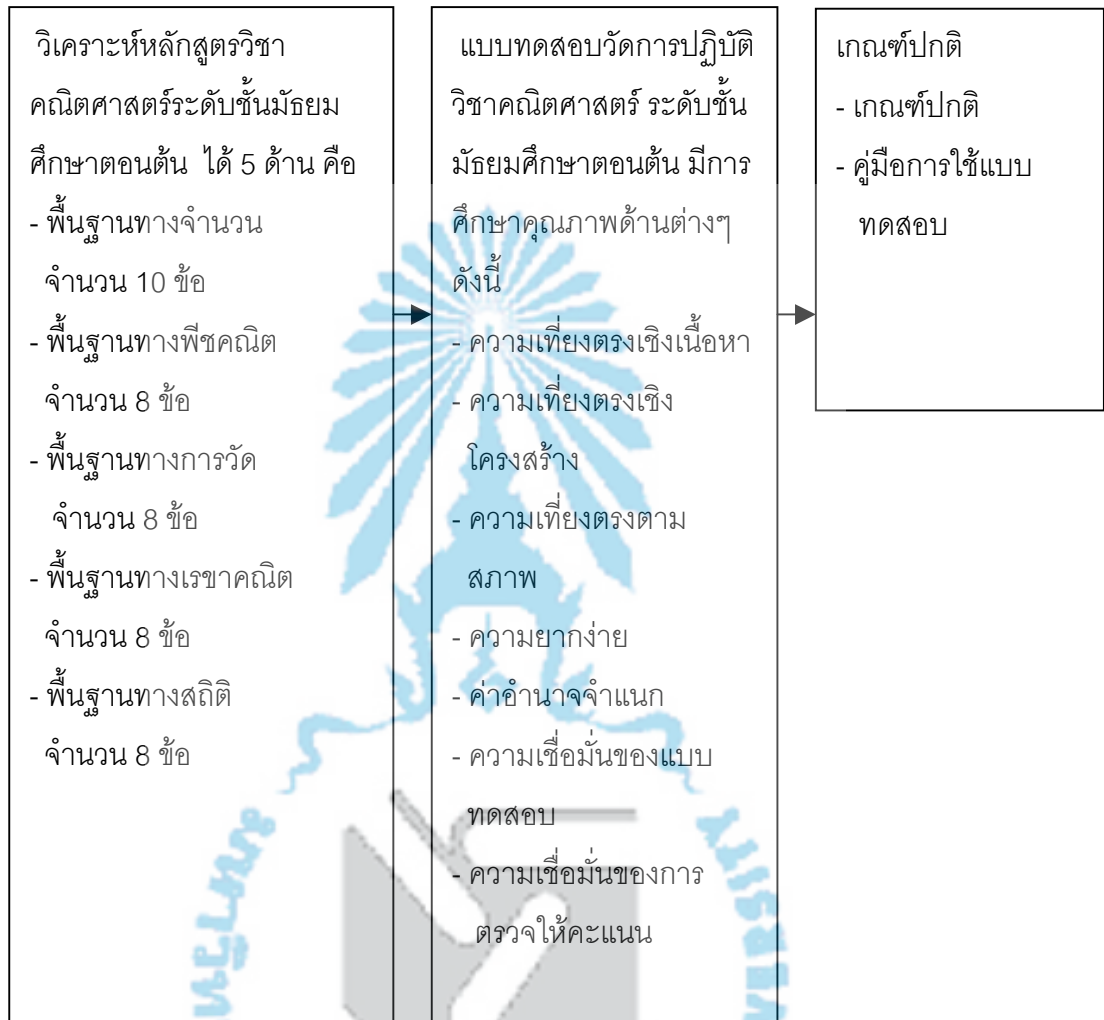 วิเคราะห์หลักสูตรวิชา
คณิตศาสตร์ระดับชั้นมัธยม
ศึกษาตอนต้น ได้ 5 ด้าน คือ
- พื้นฐานทางจำนวน
จำนวน 10 ข้อ
- พื้นฐานทางพีชคณิต
จำนวน 8 ข้อ
- พื้นฐานทางการวัด
จำนวน 8 ข้อ
- พื้นฐานทางเรขาคณิต
จำนวน 8 ข้อ
- พื้นฐานทางสถิติ
จำนวน 8 ข้อ
แบบทดสอบวัดการปฏิบัติ
วิชาคณิตศาสตร์ ระดับชั้น
มัธยมศึกษาตอนต้น มีการ
ศึกษาคุณภาพด้านต่างๆ
ดังนี้
- ความเที่ยงตรงเชิงเนื้อหา
- ความเที่ยงตรงเชิง
โครงสร้าง
- ความเที่ยงตรงตาม
สภาพ
- ความยากง่าย
- ค่าอำนาจจำแนก
- ความเชื่อมั่นของแบบ
ทดสอบ
- ความเชื่อมั่นของการ
ตรวจให้คะแนน
เกณฑ์ปกติ
- เกณฑ์ปกติ
- คู่มือการใช้แบบ
ทดสอบ